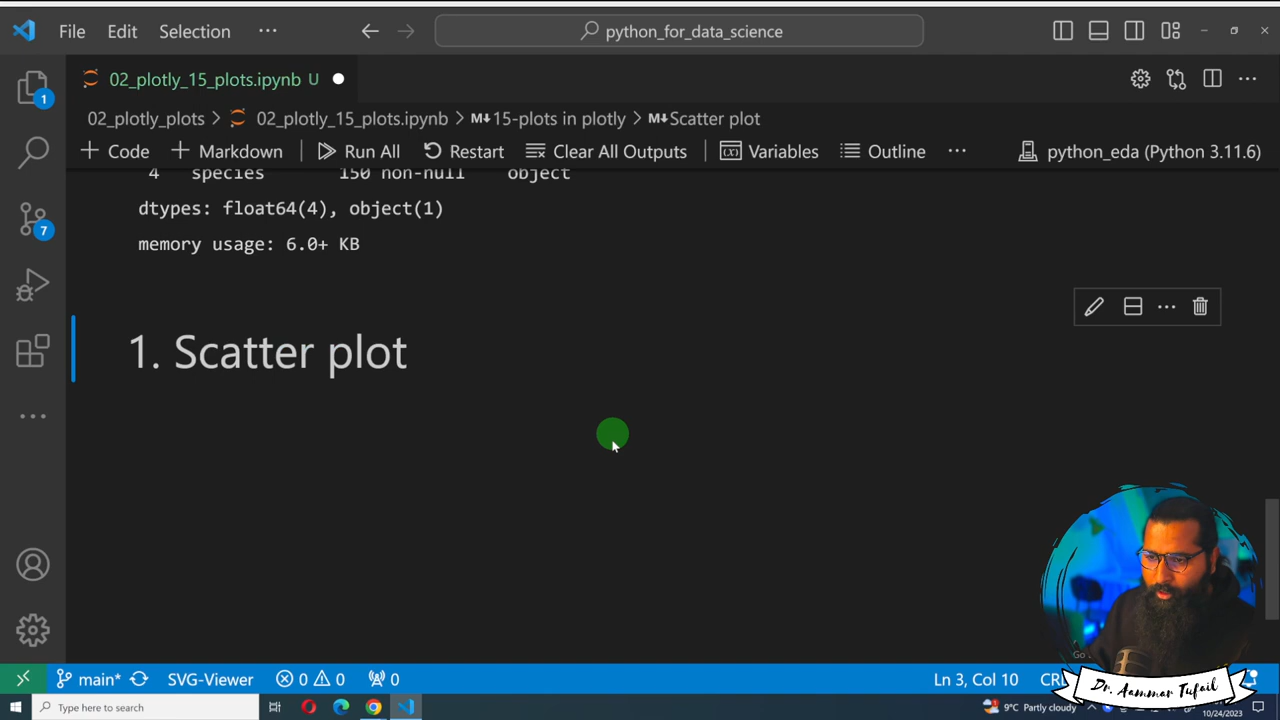 File Edit Selection ··· python_for_data_science
02_plotly_15_plots.ipynb U
02_plotly_plots > 02_plotly_15_plots.ipynb > M↓15-plots in plotly > M↓Scatter plot
+ Code + Markdown Run All Restart Clear All Outputs Variables Outline ··· python_eda (Python 3.11.6)
4 species 150 non-null object
dtypes: float64(4), object(1)
memory usage: 6.0+ KB
1. Scatter plot
1
7
main* SVG-Viewer 0 0 0 Ln 3, Col 10
Dr. Aammar Tufail
Type here to search 9°C Partly cloudy
10/24/2023